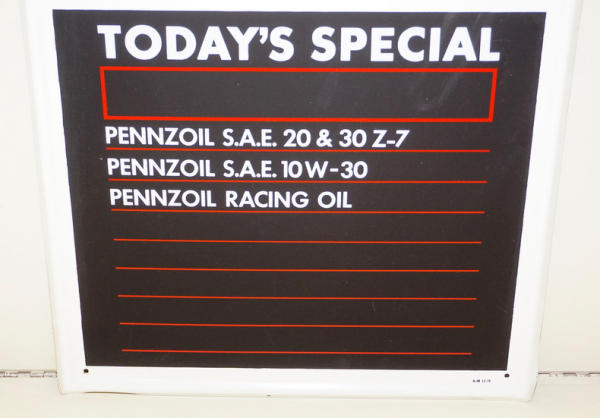 TODAY'S SPECIAL
PENNZOIL S.A.E. 20 & 30 Z-7
PENNZOIL S.A.E. 10W-30
PENNZOIL RACING OIL